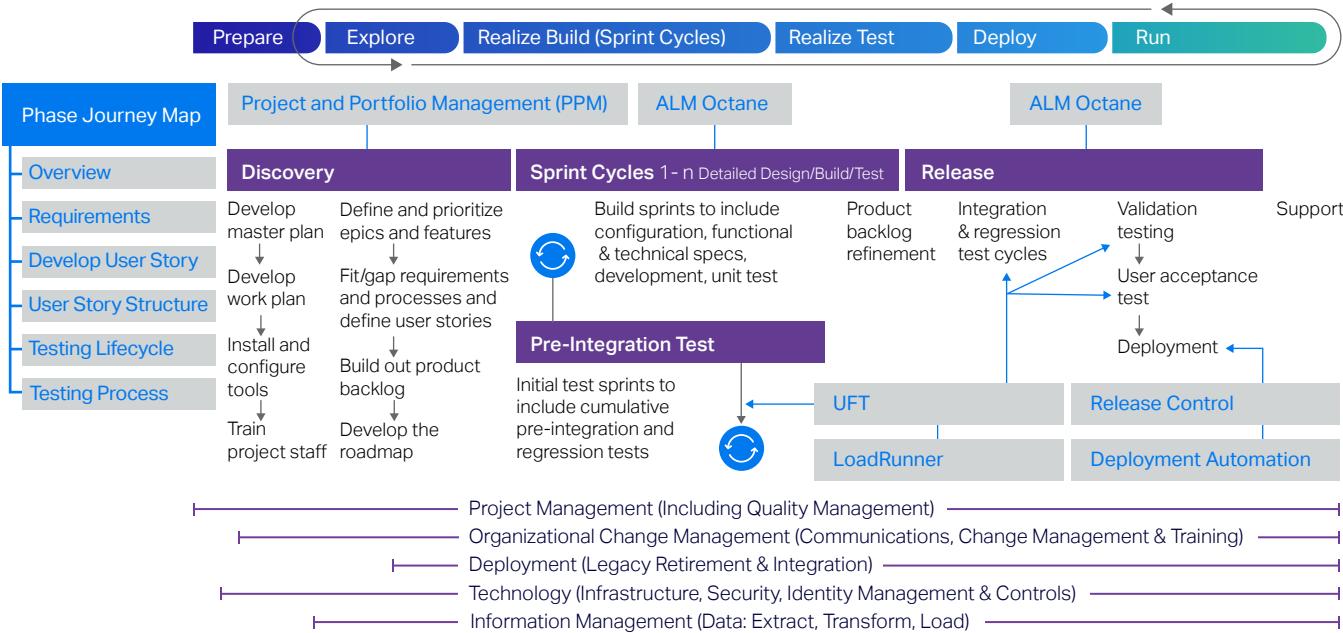 Prepare
Explore
Realize Build (Sprint Cycles)
Realize Test
Deploy
Run
Phase Journey Map
Overview
Requirements
Develop User Story
User Story Structure
Testing Lifecycle
Testing Process
Project and Portfolio Management (PPM)
ALM Octane
ALM Octane
Discovery
Sprint Cycles 1- n Detailed Design/Build/Test
Release
Develop
master plan
Develop
work plan
Install and
configure
tools
Train
project staff
Define and prioritize
epics and features
Fit/gap requirements
and processes and
define user stories
Build out product
backlog
Develop the
roadmap
Build sprints to include
configuration, functional
& technical specs,
development, unit test
Product
backlog
refinement
Integration
& regression
test cycles
Validation
testing
User acceptance
test
Deployment
Support
Pre-Integration Test
Initial test sprints to
include cumulative
pre-integration and
regression tests
UFT
LoadRunner
Release Control
Deployment Automation
Project Management (Including Quality Management)
Organizational Change Management (Communications, Change Management & Training)
Deployment (Legacy Retirement & Integration)
Technology (Infrastructure, Security, Identity Management & Controls)
Information Management (Data: Extract, Transform, Load)